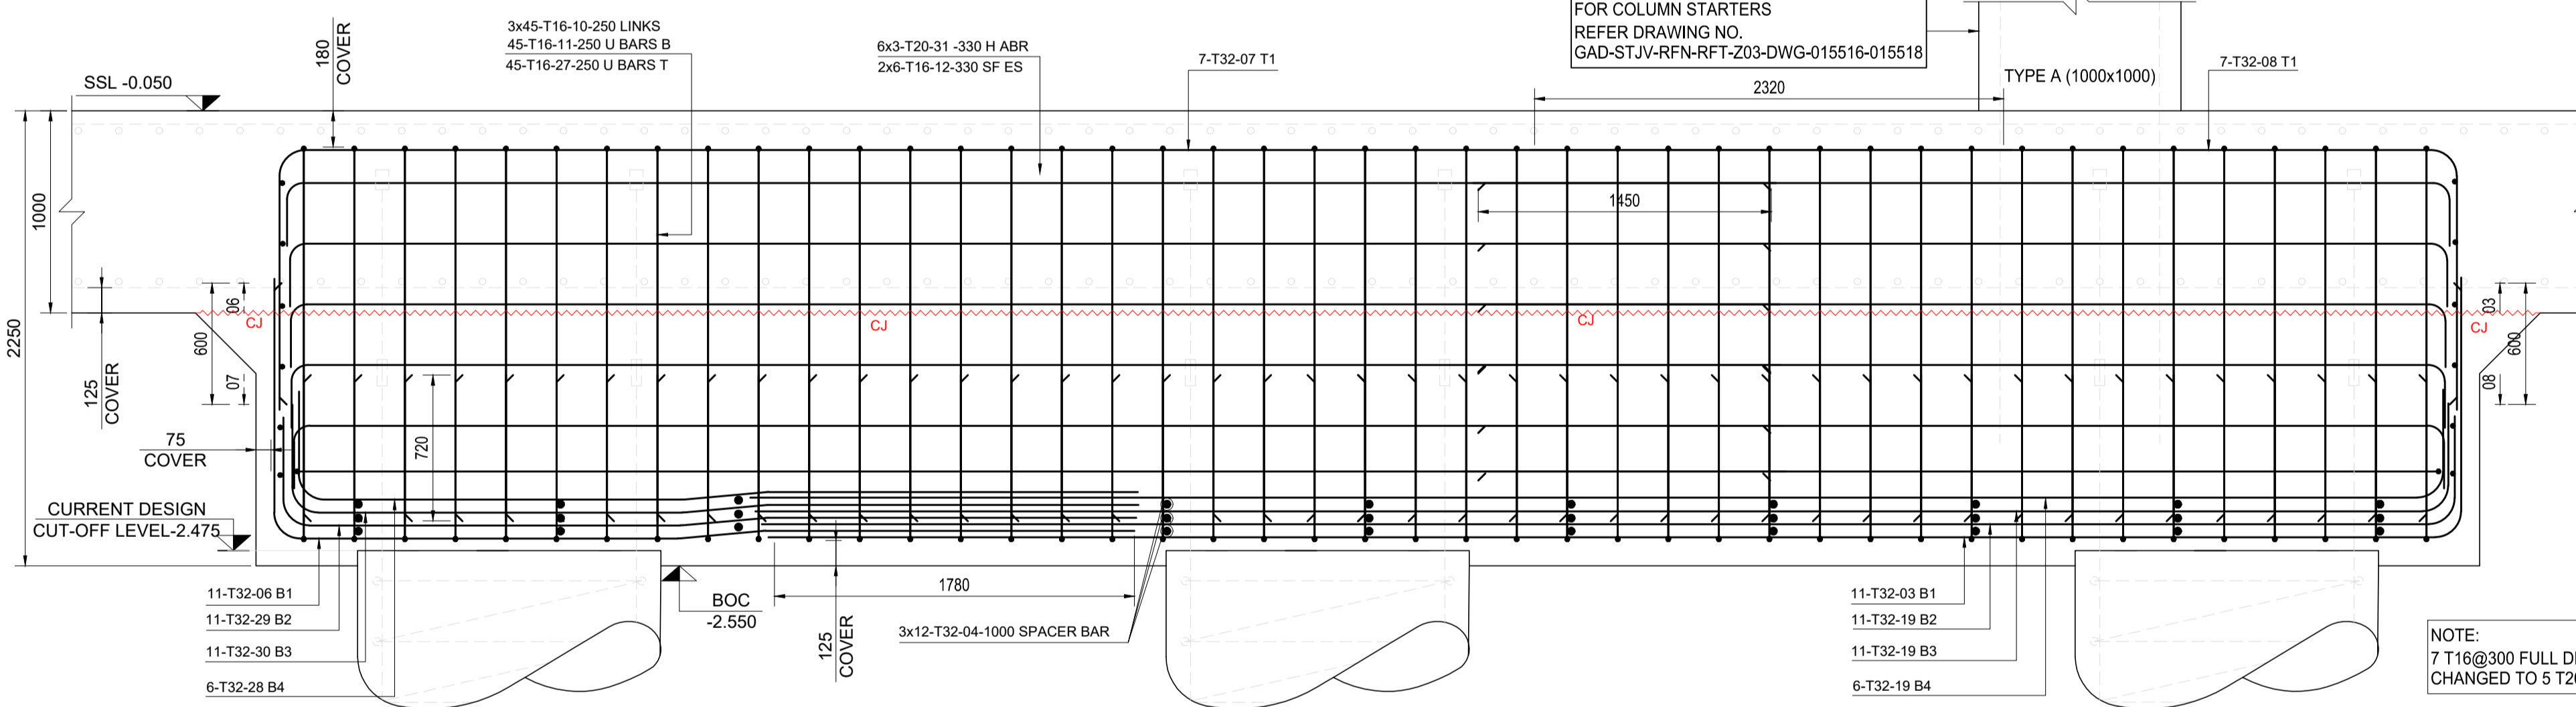 FOR COLUMN STARTERS
REFER DRAWING NO.
GAD-STJV-RFN-RFT-Z03-DWG-015516-015518
3x45-T16-10-250 LINKS
45-T16-11-250 U BARS B
45-T16-27-250 U BARS T
180
COVER
6x3-T20-31 -330 H ABR
2x6-T16-12-330 SF ES
7-T32-07 T1
7-T32-08 T1
TYPE A (1000x1000)
SSL -0.050
2320
1000
2250
1450
06
CJ
CJ
CJ
CJ
03
600
600
07
08
125
COVER
720
75
COVER
CURRENT DESIGN
CUT-OFF LEVEL-2.475
1780
BOC
-2.550
125
COVER
3x12-T32-04-1000 SPACER BAR
11-T32-06 B1
11-T32-29 B2
11-T32-30 B3
6-T32-28 B4
11-T32-03 B1
11-T32-19 B2
11-T32-19 B3
6-T32-19 B4
NOTE:
7 T16@300 FULL
CHANGED TO 5